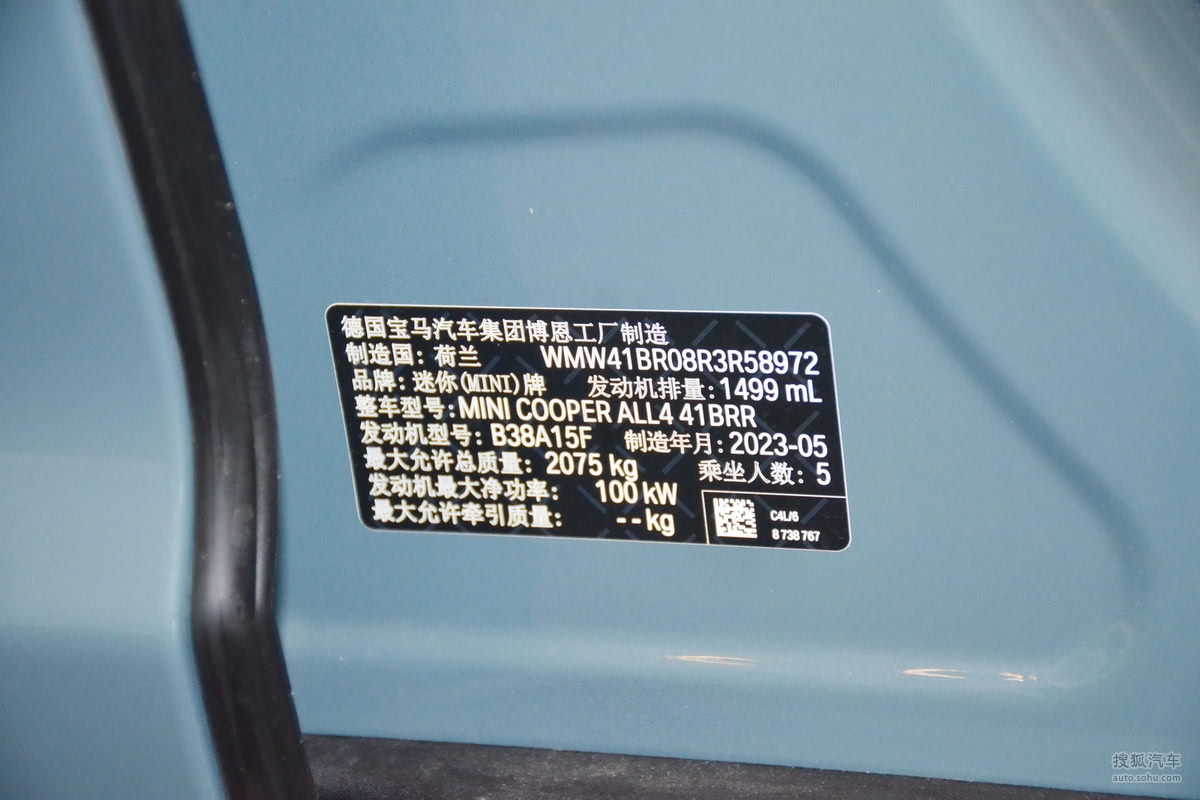 德国宝马汽车集团博恩工厂制造
制造国：荷兰 WMW41BR08R3R58972
品牌：迷你(MINI)牌 发动机排量：1499 mL
整车型号：MINI COOPER ALL4 41BRR
发动机型号：B38A15F 制造年月：2023-05
最大允许总质量：2075 kg 乘坐人数：5
发动机最大净功率：100 kW
最大允许牵引质量：--kg
C4L/6
8 738 767
搜狐汽车
auto.sohu.com